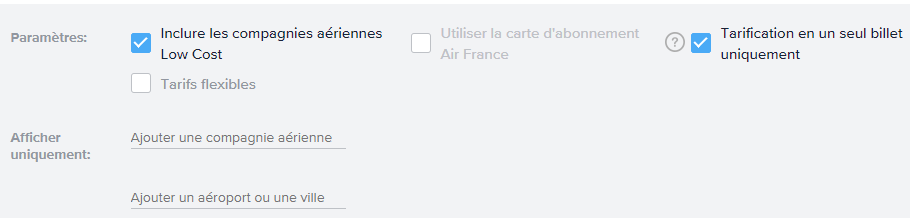 Paramètres:
Inclure les compagnies aériennes
Low Cost
Utiliser la carte d'abonnement
Air France
?
Tarification en un seul billet
uniquement
Tarifs flexibles
Afficher
uniquement:
Ajouter une compagnie aérienne
Ajouter un aéroport ou une ville